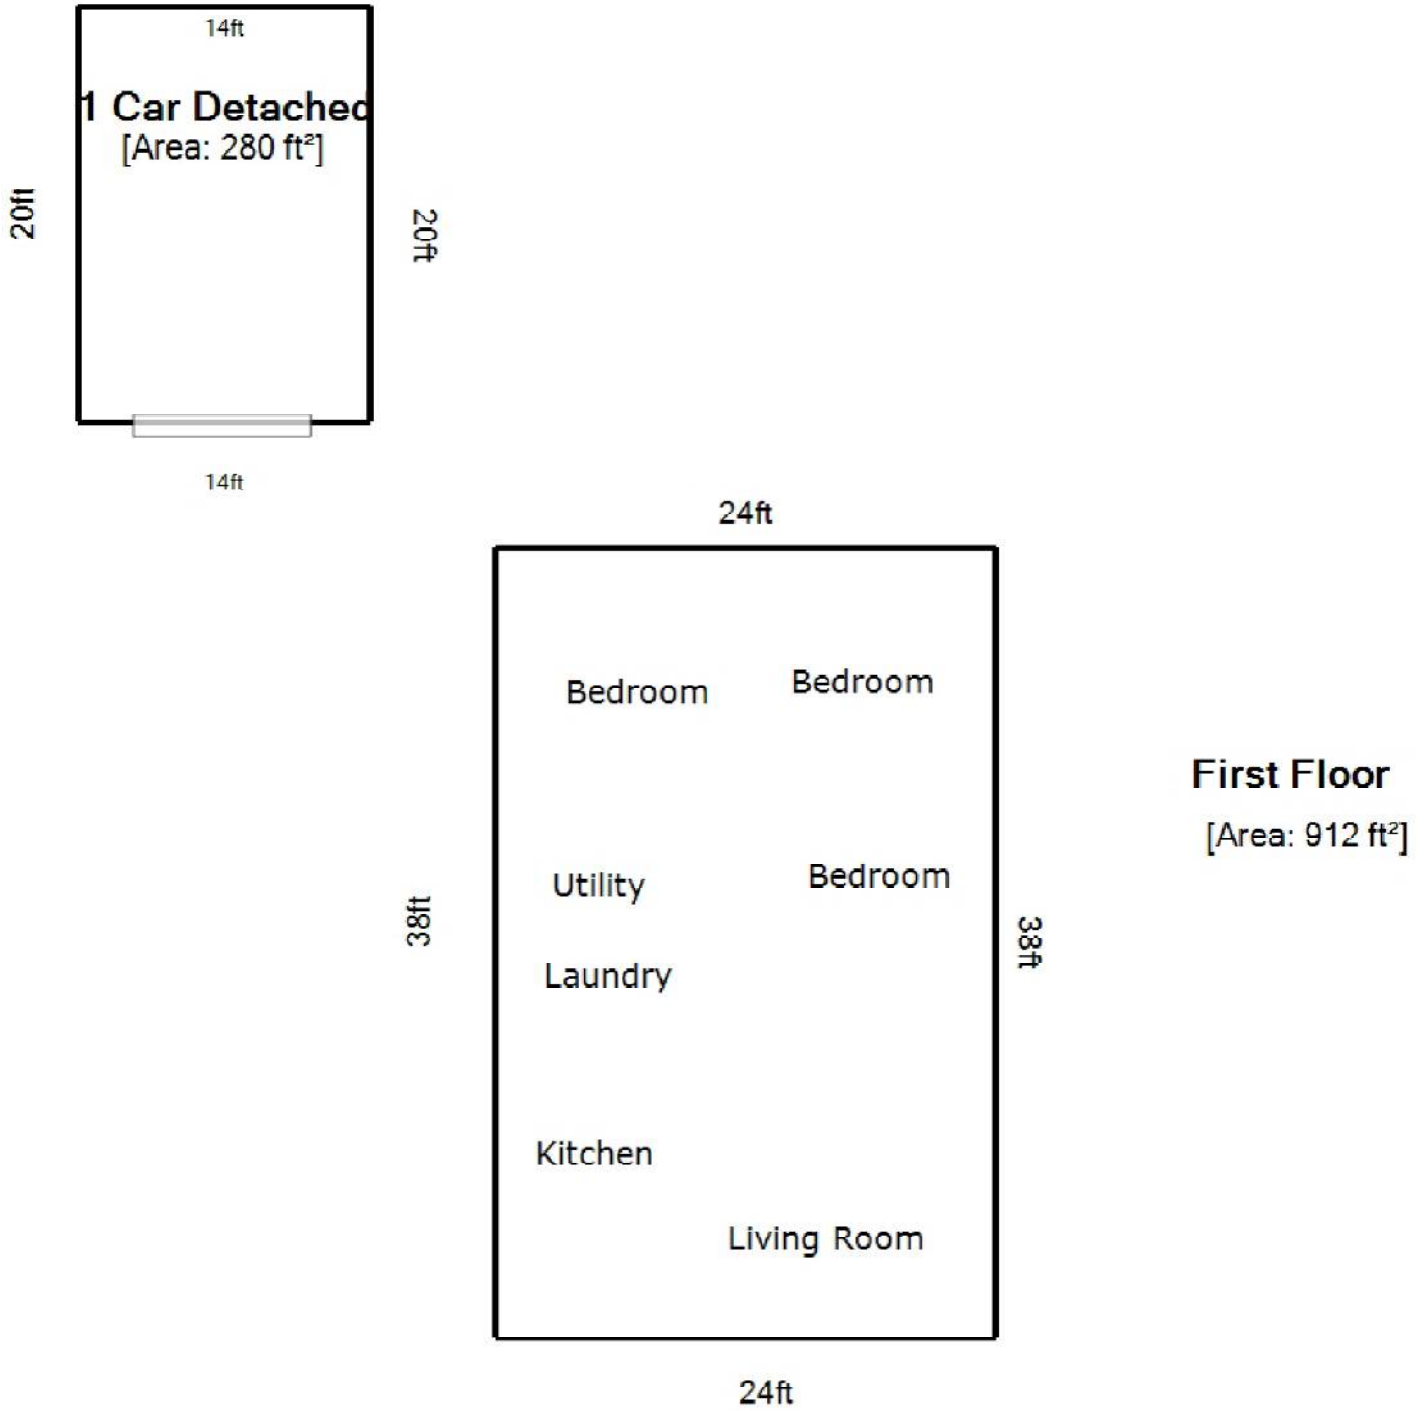 14ft
1 Car Detached
[Area: 280 ft²]
20ft
20ft
14ft
24ft
Bedroom
Bedroom
First Floor
[Area: 912 ft²]
Utility
Bedroom
38ft
38ft
Laundry
Kitchen
Living Room
24ft